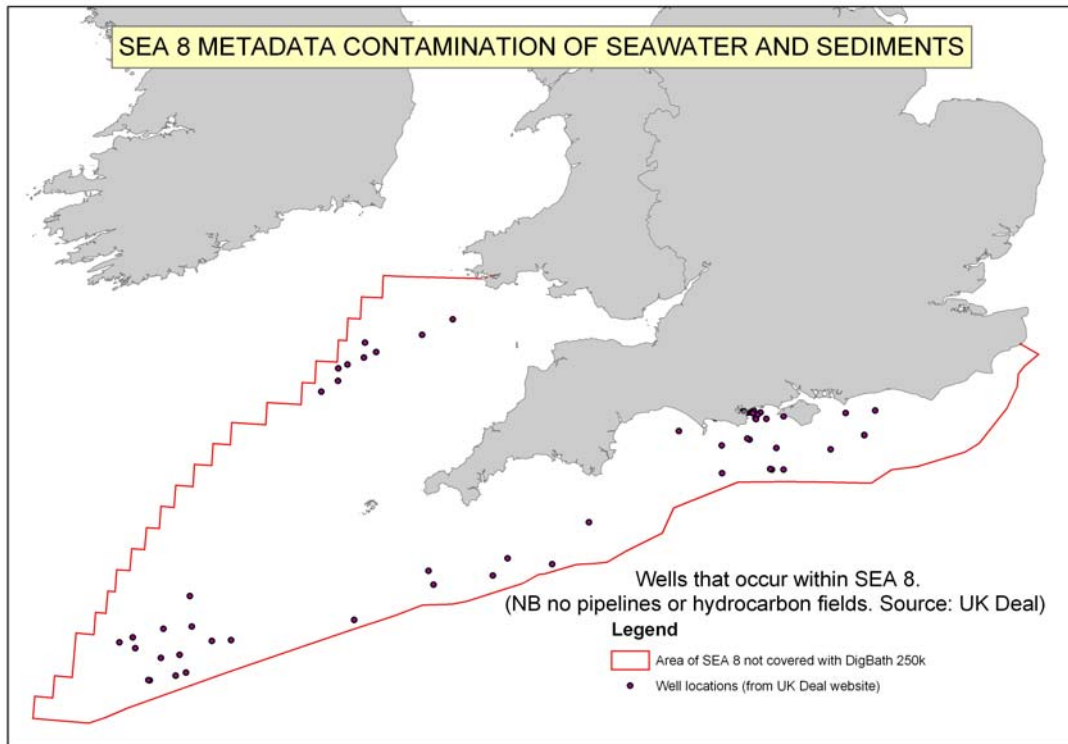 SEA 8 METADATA CONTAMINATION OF SEAWATER AND SEDIMENTS
Wells that occur within SEA 8.
(NB no pipelines or hydrocarbon fields. Source: UK Deal)
Legend
Area of SEA 8 not covered with DigBath 250k
Well locations (from UK Deal website)